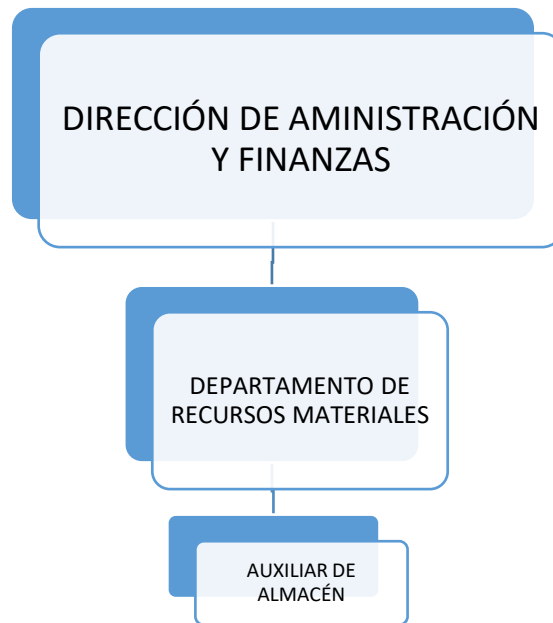 DIRECCIÓN DE AMINISTRACIÓN
Y FINANZAS
DEPARTAMENTO DE
RECURSOS MATERIALES
AUXILIAR DE
ALMACÉN